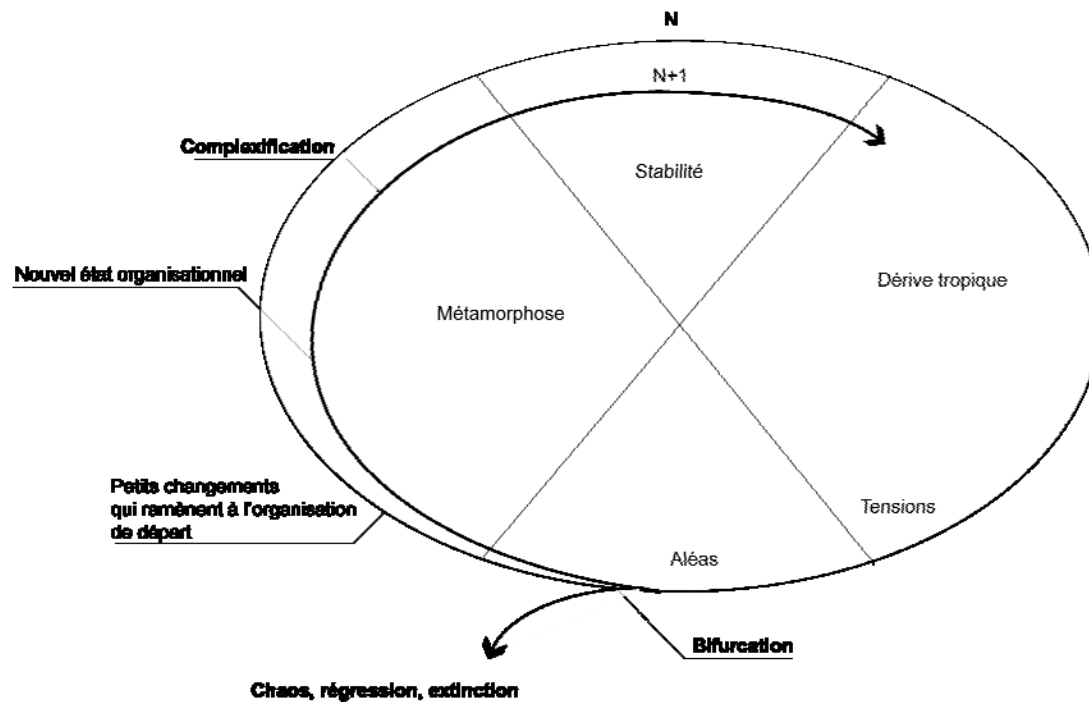 N
N+1
Complexification
Stabilité
Nouvel état organisationnel
Dérive tropique
Métamorphose
Petits changements
qui ramènent à l'organisation
de départ
Tensions
Aléas
Bifurcation
Chaos, régression, extinction